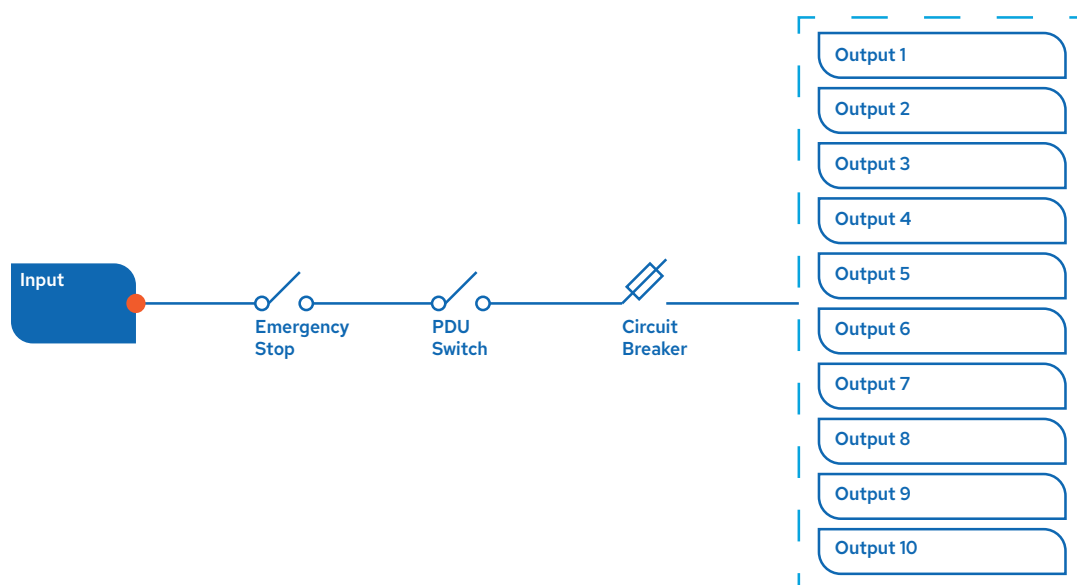 Input
Emergency
Stop
PDU
Switch
Circuit
Breaker
Output 1
Output 2
Output 3
Output 4
Output 5
Output 6
Output 7
Output 8
Output 9
Output 10